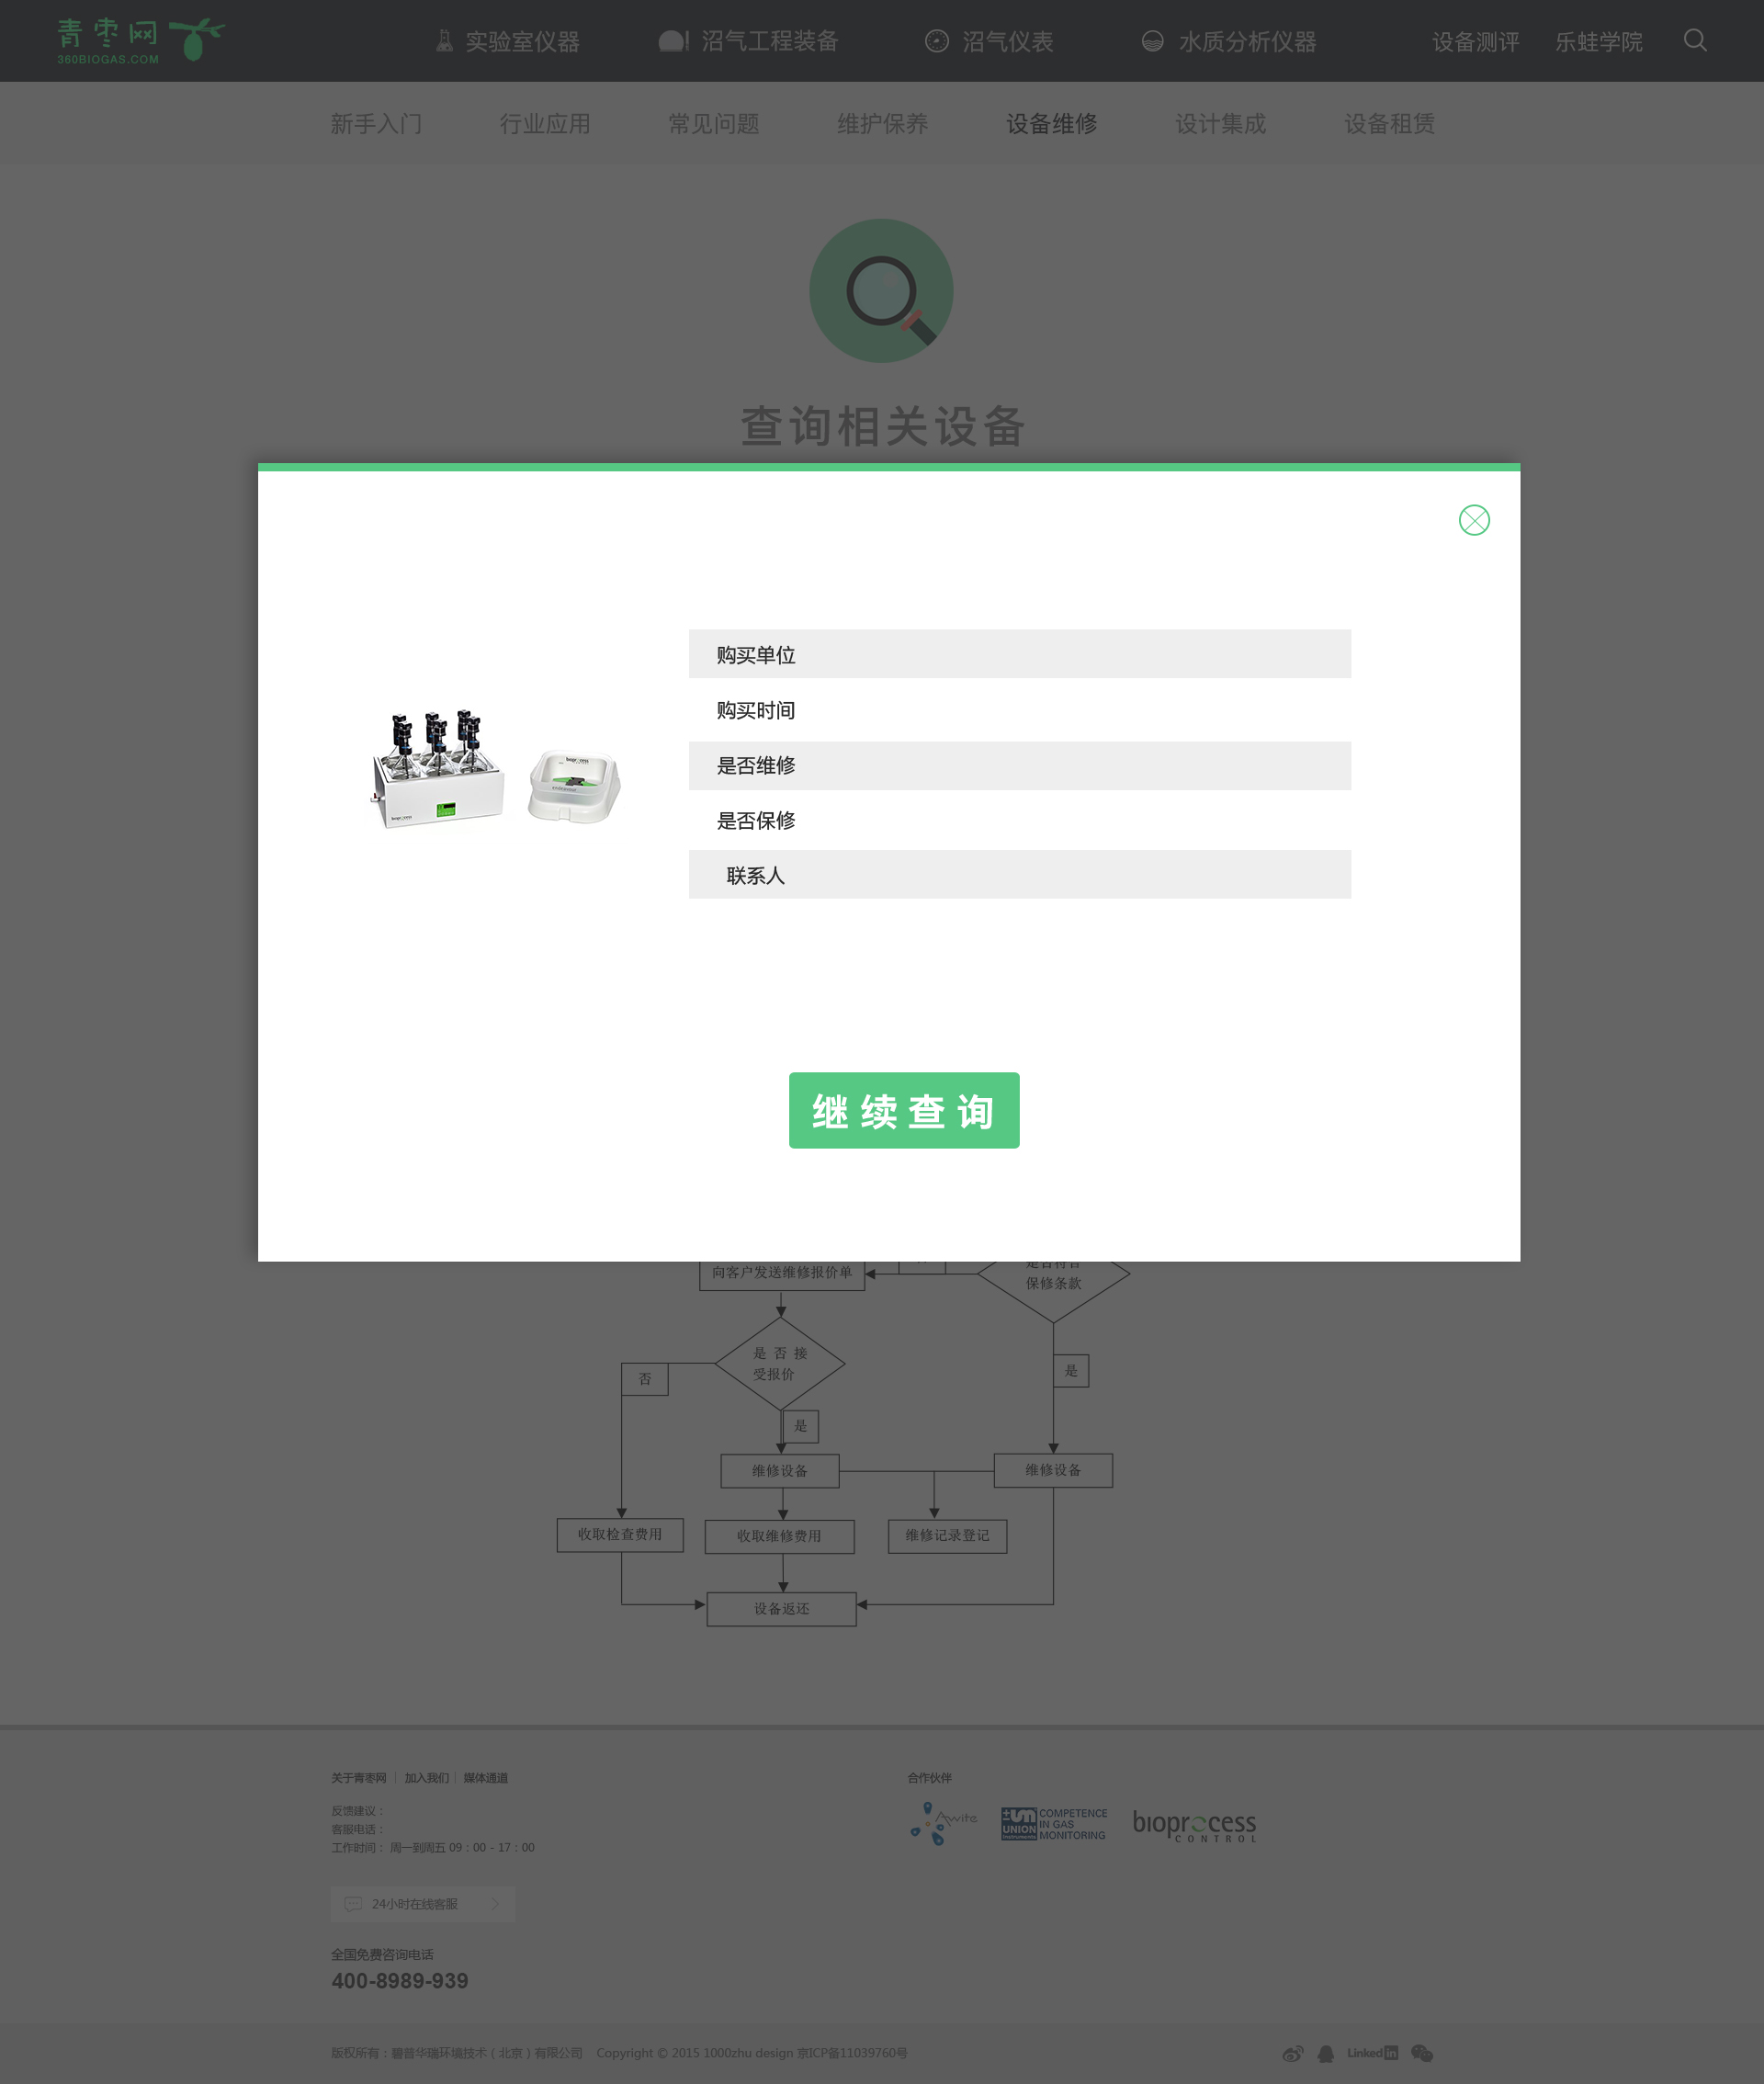 青枣网
360BIOGAS.COM
实验室仪器
沼气工程装备
沼气仪表
水质分析仪器
设备测评
乐蛙学院
新手入门
行业应用
常见问题
维护保养
设备维修
设计集成
设备租赁
查询相关设备
购买单位
购买时间
是否维修
是否保修
联系人
继续查询
向客户发送维修报价单
保修条款
是否接
受报价
否
是
是
维修设备
维修设备
收取检查费用
收取维修费用
维修记录登记
设备返还
关于青枣网 | 加入我们 | 媒体通道
合作伙伴
反馈建议：
客服电话：
工作时间： 周一到周五 09：00 - 17：00
Awite
UNION
instruments
COMPETENCE
IN GAS
MONITORING
bioprocess
CONTROL
24小时在线客服
全国免费咨询电话
400-8989-939
版权所有：碧普华瑞环境技术（北京）有限公司 Copyright © 2015 1000zhu design 京ICP备11039760号
Linked in